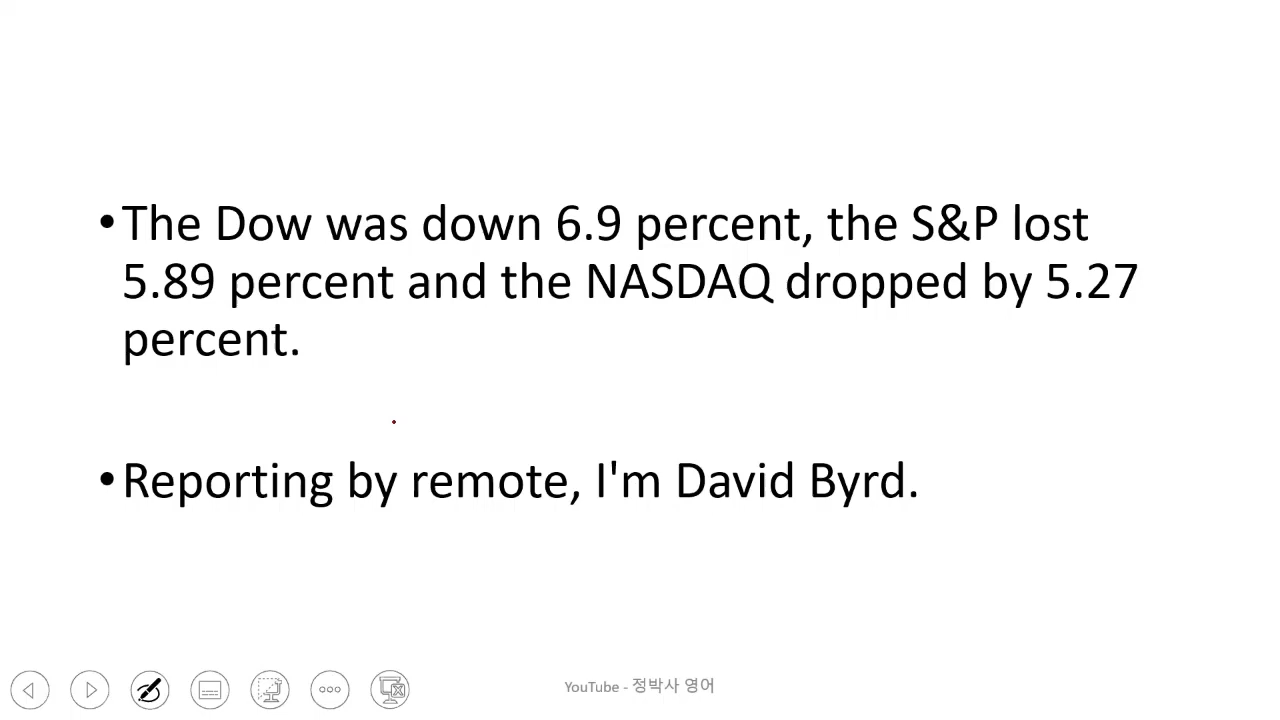 •The Dow was down 6.9 percent, the S&P lost
5.89 percent and the NASDAQ dropped by 5.27
percent.
•Reporting by remote, I'm David Byrd.
YouTube - 정박사 영어